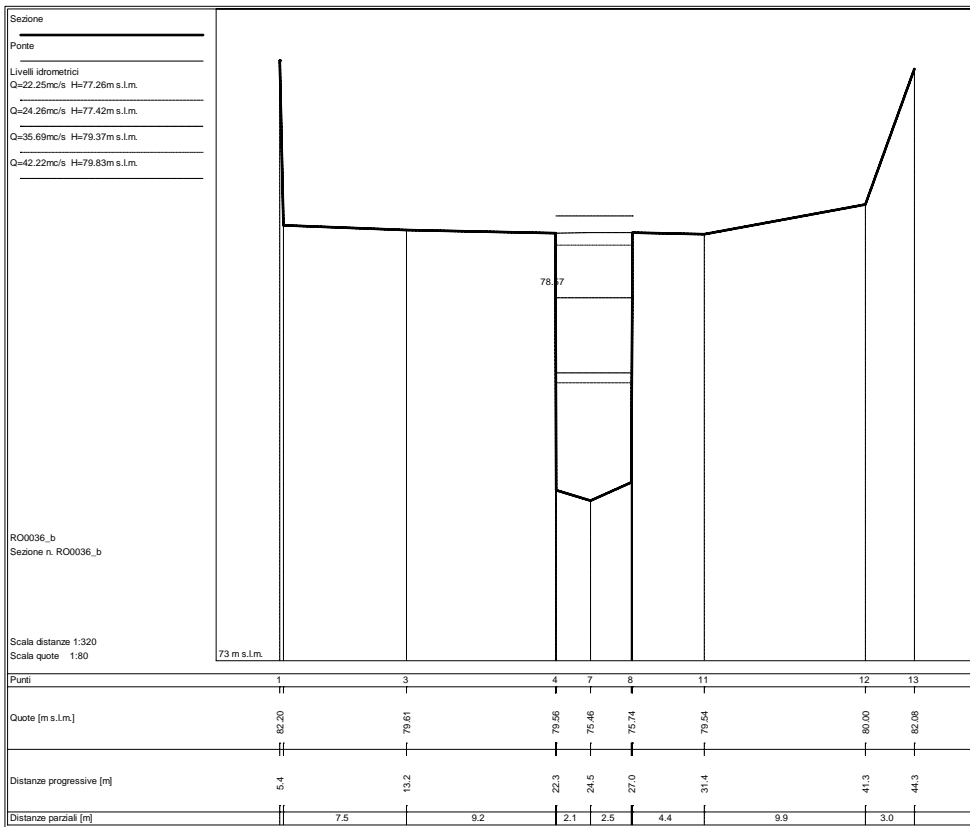 Sezione
Ponte
Livelli idrometrici
Q=22.25mc/s H=77.26m s.l.m.
Q=24.26mc/s H=77.42m s.l.m.
Q=35.69mc/s H=79.37m s.l.m.
Q=42.22mc/s H=79.83m s.l.m.
78.57
RO0036_b
Sezione n. RO0036_b
Scala distanze 1:320
Scala quote 1:80
73 m s.l.m.
Punti 1 3 4 7 8 11 12 13
Quote [m s.l.m.] 82.20 79.61 79.56 75.46 75.74 79.54 80.00 82.08
Distanze progressive [m] 5.4 13.2 22.3 24.5 27.0 31.4 41.3 44.3
Distanze parziali [m] 7.5 9.2 2.1 2.5 4.4 9.9 3.0